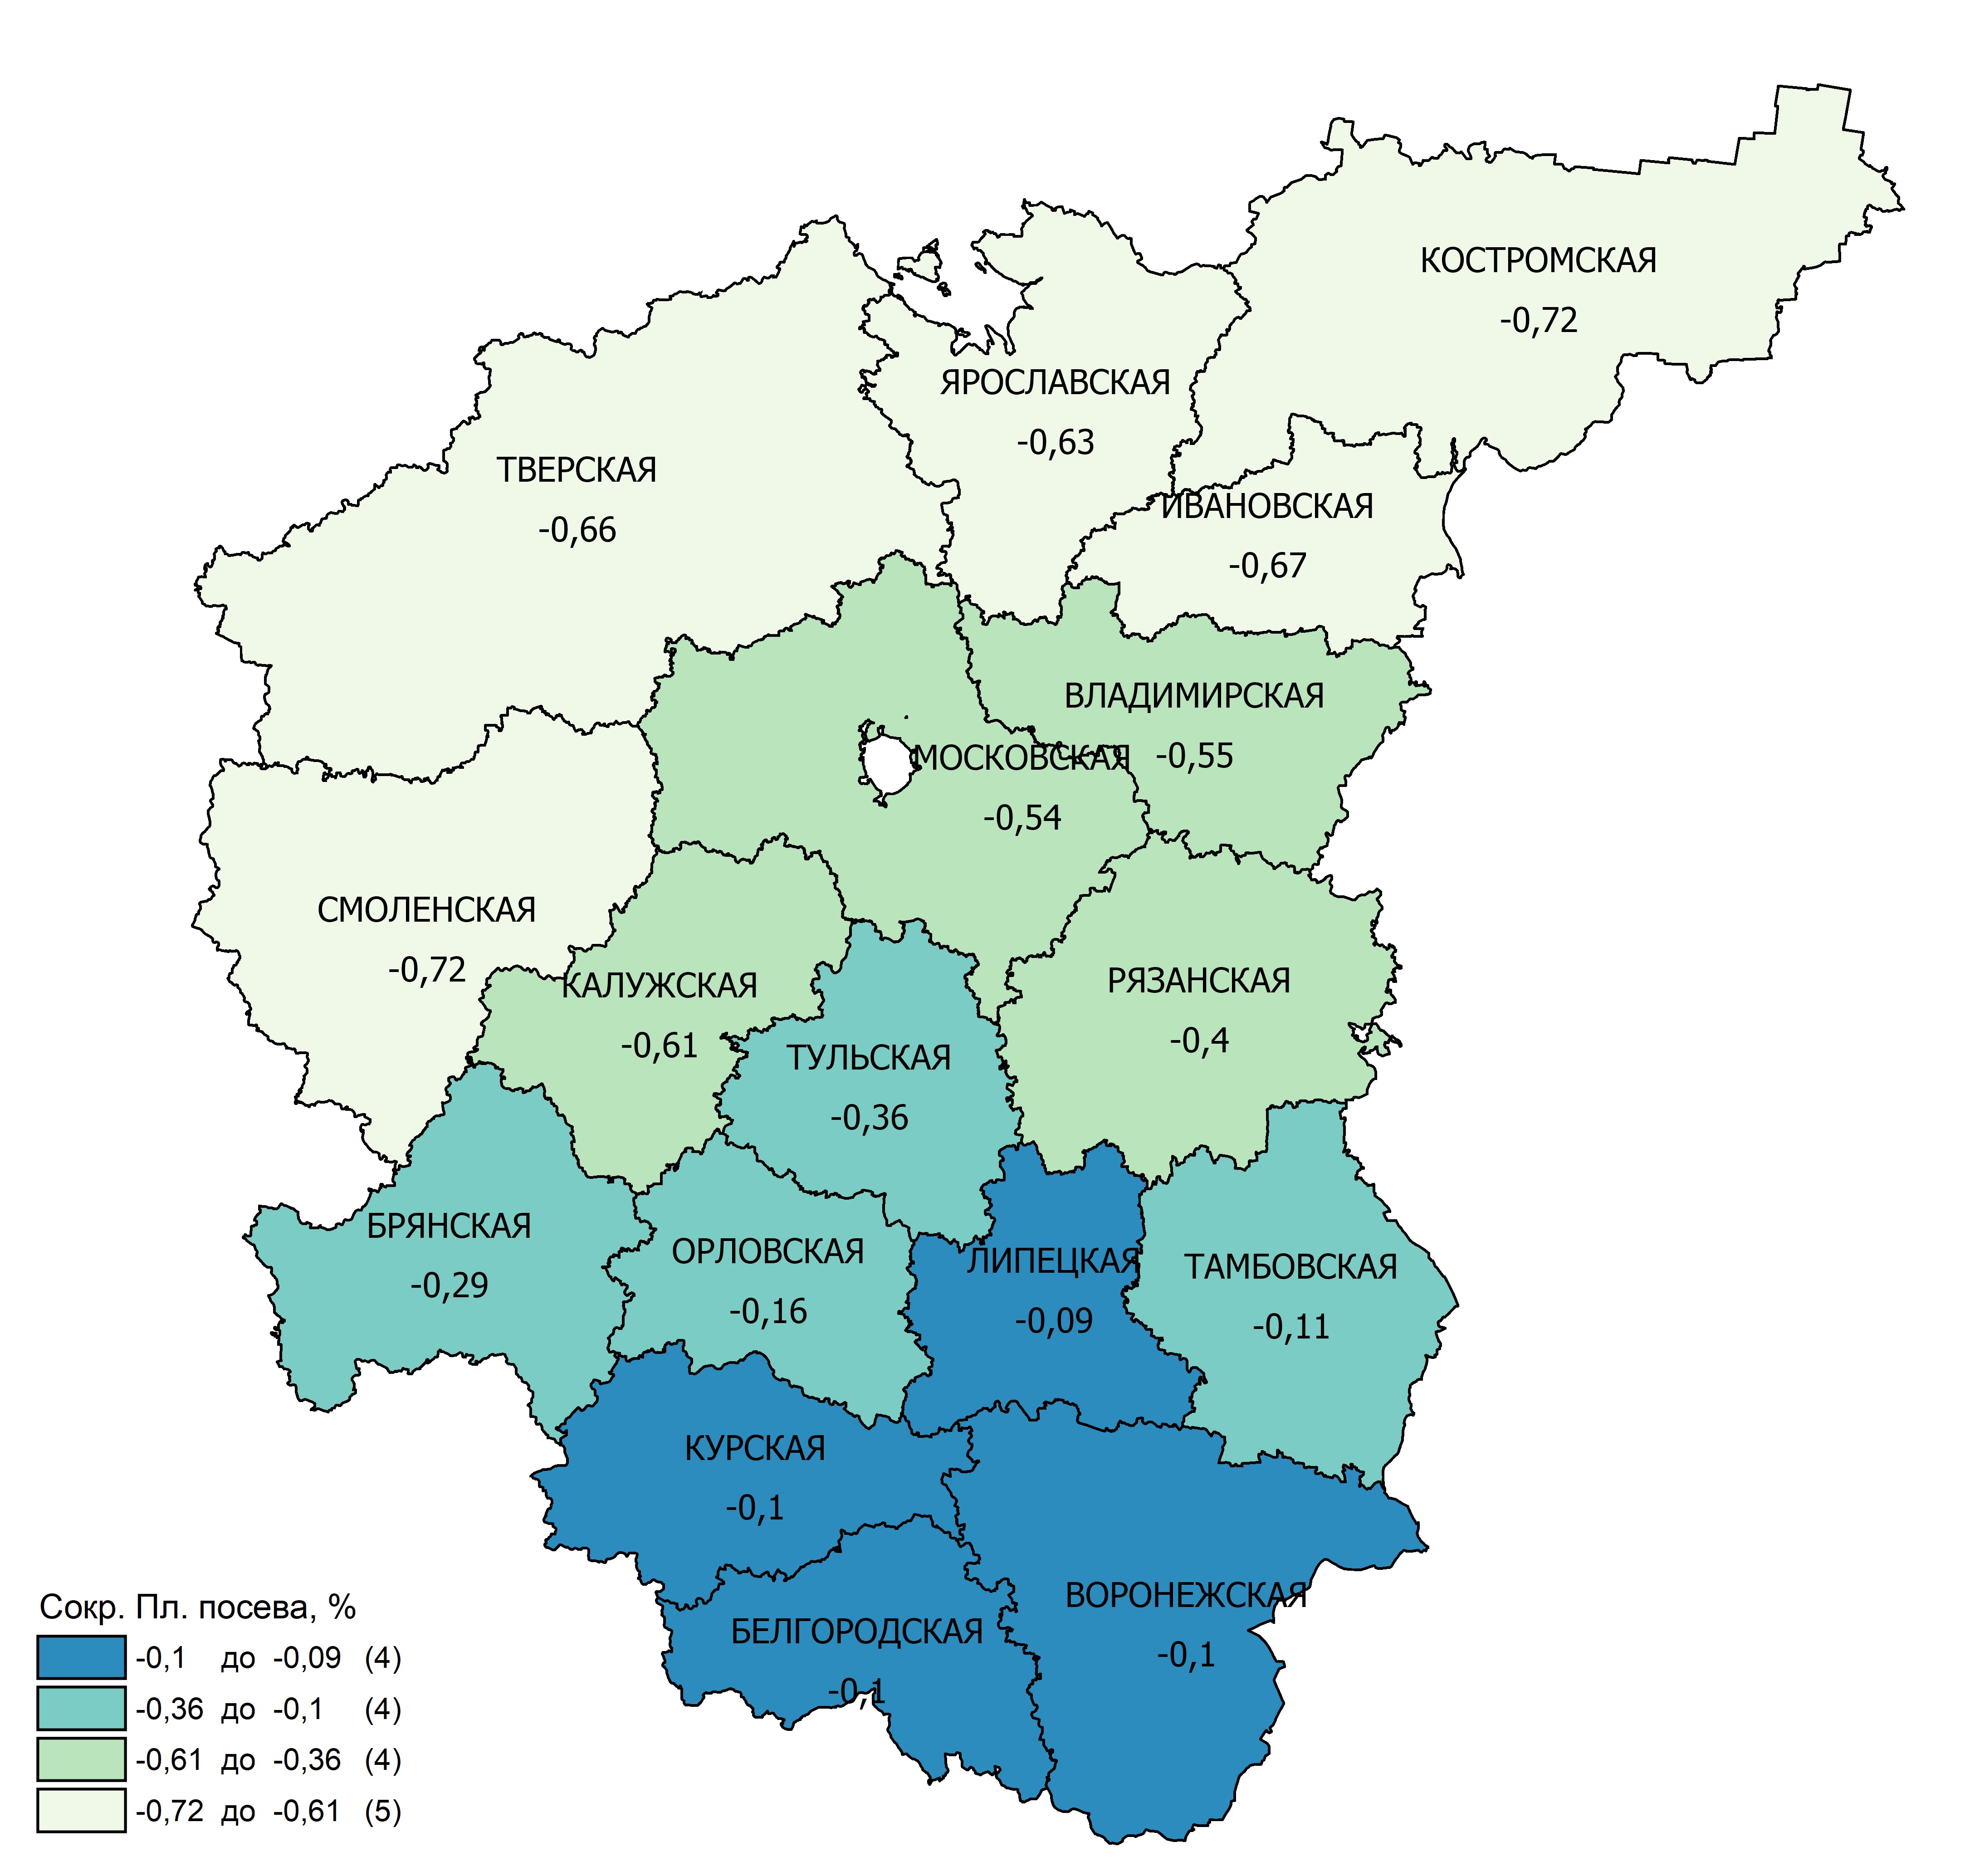 КОСТРОМСКАЯ
-0,72
ЯРОСЛАВСКАЯ
-0,63
ТВЕРСКАЯ
-0,66
ИВАНОВСКАЯ
-0,67
ВЛАДИМИРСКАЯ
-0,55
МОСКОВСКАЯ
-0,54
СМОЛЕНСКАЯ
-0,72
КАЛУЖСКАЯ
-0,61
РЯЗАНСКАЯ
-0,4
ТУЛЬСКАЯ
-0,36
БРЯНСКАЯ
-0,29
ОРЛОВСКАЯ
-0,16
ЛИПЕЦКАЯ
-0,09
ТАМБОВСКАЯ
-0,11
КУРСКАЯ
-0,1
ВОРОНЕЖСКАЯ
-0,1
БЕЛГОРОДСКАЯ
-0,1
Сокр. Пл. посева, %
-0,1 до -0,09 (4)
-0,36 до -0,1 (4)
-0,61 до -0,36 (4)
-0,72 до -0,61 (5)